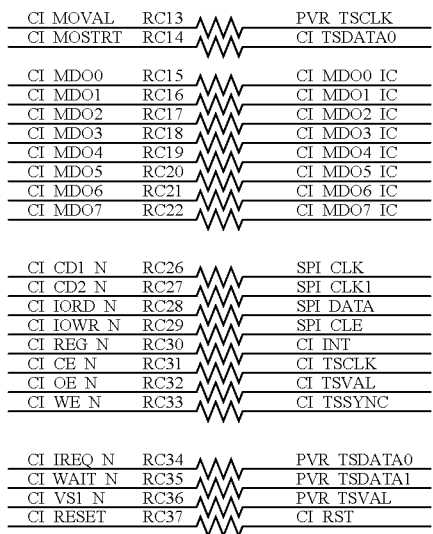 CI MOVAL RC13 PVR TSCLK
CI MOSTRT RC14 CI TSDATA0
CI MDO0 RC15 CI MDO0 IC
CI MDO1 RC16 CI MDO1 IC
CI MDO2 RC17 CI MDO2 IC
CI MDO3 RC18 CI MDO3 IC
CI MDO4 RC19 CI MDO4 IC
CI MDO5 RC20 CI MDO5 IC
CI MDO6 RC21 CI MDO6 IC
CI MDO7 RC22 CI MDO7 IC
CI CD1 N RC26 SPI CLK
CI CD2 N RC27 SPI CLK1
CI IORD N RC28 SPI DATA
CI IOWR N RC29 SPI CLE
CI REG N RC30 CI INT
CI CE N RC31 CI TSCLK
CI OE N RC32 CI TSVAL
CI WE N RC33 CI TSSYNC
CI IREQ N RC34 PVR TSDATA0
CI WAIT N RC35 PVR TSDATA1
CI VS1 N RC36 PVR TSVAL
CI RESET RC37 CI RST